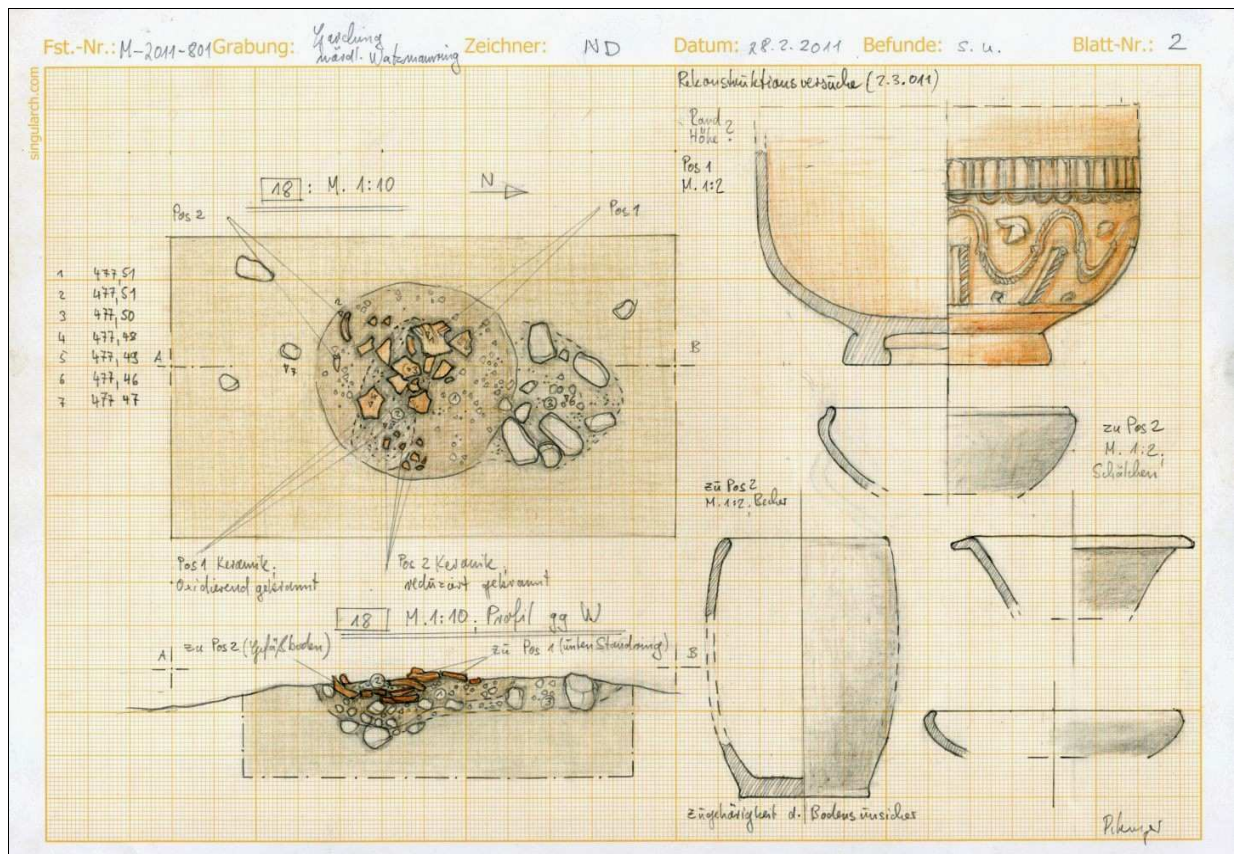 Fst.-Nr.: M-2011-801 Grabung: Garching nördl. Watzmannring Zeichner: ND Datum: 28.2.2011 Befunde: s. u. Blatt-Nr.: 2
singularch.com
Rekonstruktionsversuche (2.3.011)
Rand
Höhe ?
Pos 1
M. 1:2
18 : M. 1:10
N
Pos 2
Pos 1
1 477,51
2 477,51
3 477,50
4 477,48
5 477,49
6 477,46
7 477 47
A
B
zu Pos 2
M. 1:2.
Schälchen
zu Pos 2
M. 1:2. Becher
Pos 1 Keramik.
Oxidierend gebrannt
Pos 2 Keramik,
reduziert gebrannt
18 M. 1:10. Profil gg W
A
zu Pos 2 (Gefäßboden)
zu Pos 1 (unten Standring)
B
Zugehörigkeit d. Bodens unsicher